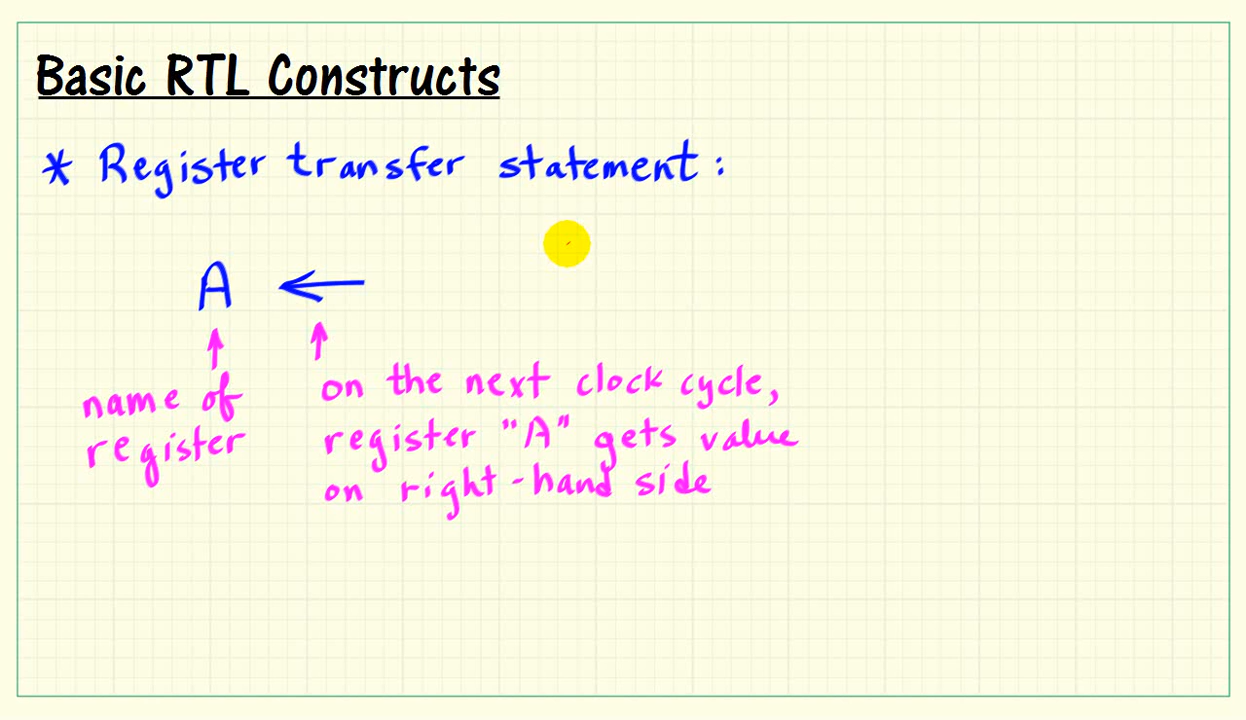 Basic RTL Constructs
* Register transfer statement:
A ←
name of
register
on the next clock cycle,
register "A" gets value
on right-hand side